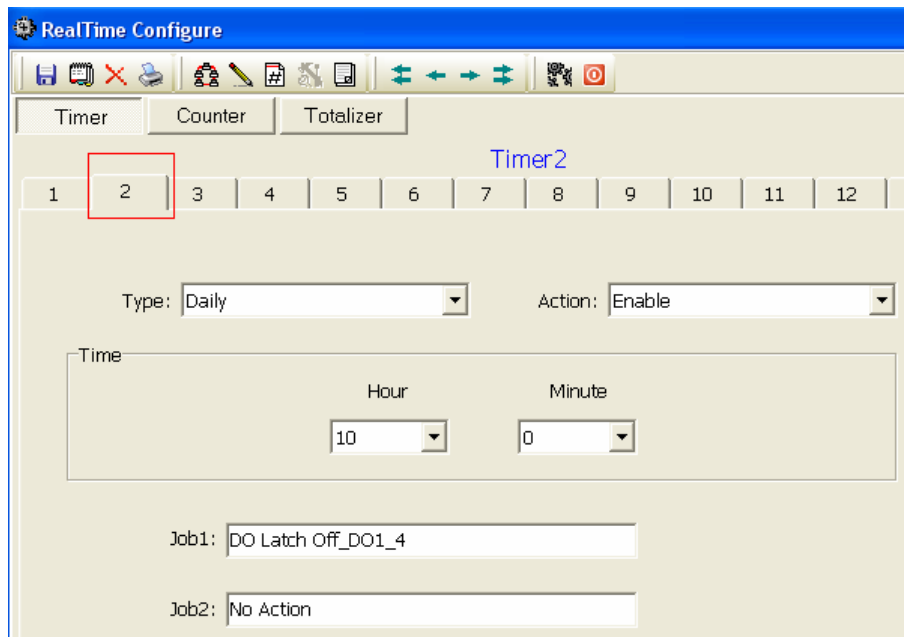 RealTime Configure
Timer Counter Totalizer
Timer2
1 2 3 4 5 6 7 8 9 10 11 12
Type: Daily Action: Enable
Time
Hour Minute
10 0
Job1: DO Latch Off_DO1_4
Job2: No Action